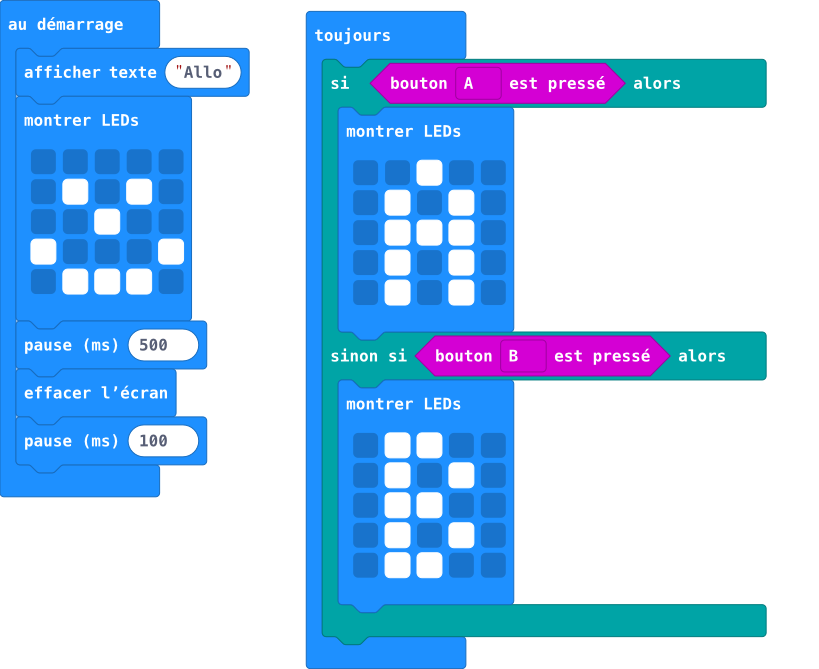 au démarrage
afficher texte "Allo"
montrer LEDs
pause (ms) 500
effacer l’écran
pause (ms) 100
toujours
si bouton A est pressé alors
montrer LEDs
sinon si bouton B est pressé alors
montrer LEDs